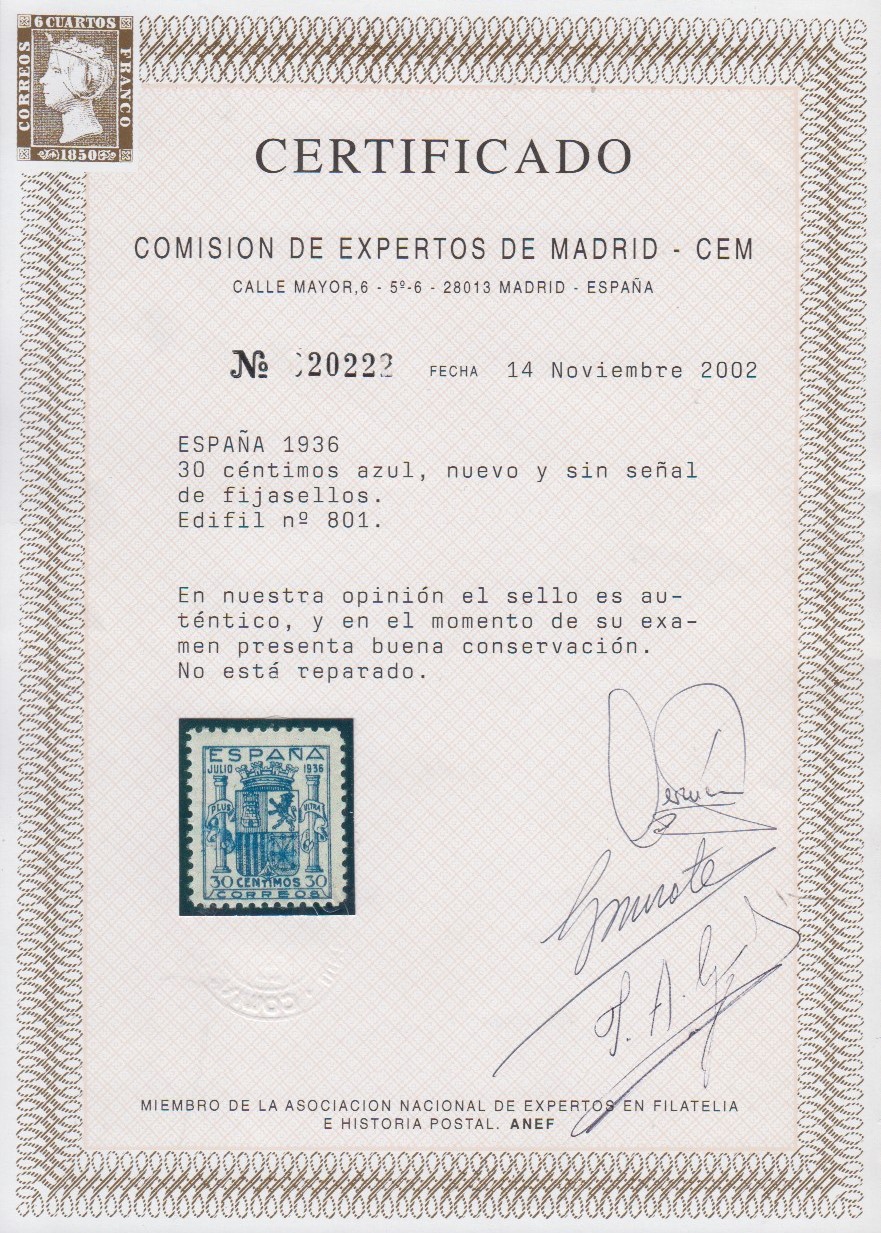 6 CUARTOS
CORREOS
FRANCO
1850
CERTIFICADO
COMISION DE EXPERTOS DE MADRID - CEM
CALLE MAYOR,6 - 5º-6 - 28013 MADRID - ESPAÑA
Nº 020222 FECHA 14 Noviembre 2002
ESPAÑA 1936
30 céntimos azul, nuevo y sin señal
de fijasellos.
Edifil nº 801.
En nuestra opinión el sello es au-
téntico, y en el momento de su exa-
men presenta buena conservación.
No está reparado.
ESPAÑA
JULIO 1936
PLUS ULTRA
30 CENTIMOS 30
CORREOS
MIEMBRO DE LA ASOCIACION NACIONAL DE EXPERTOS EN FILATELIA
E HISTORIA POSTAL. ANEF